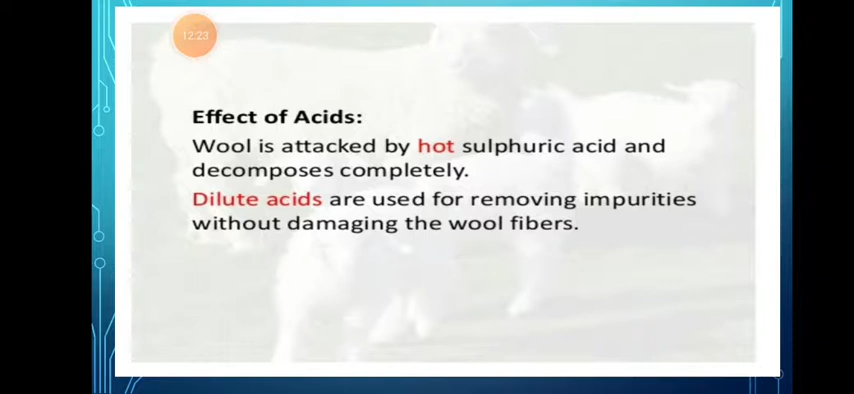 12:23
Effect of Acids:
Wool is attacked by hot sulphuric acid and
decomposes completely.
Dilute acids are used for removing impurities
without damaging the wool fibers.